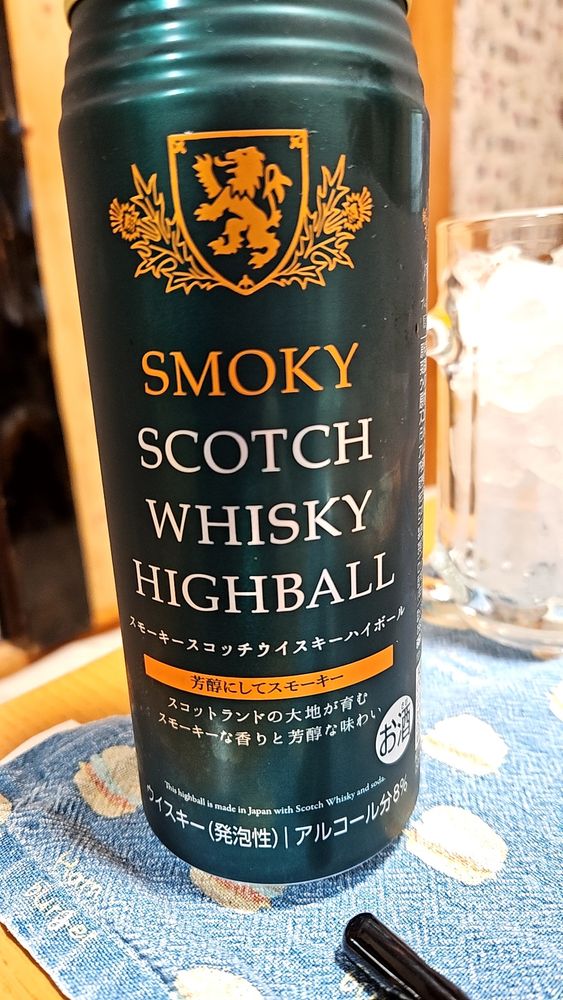 SMOKY
SCOTCH
WHISKY
HIGHBALL
スモーキースコッチウイスキーハイボール
芳醇にしてスモーキー
スコットランドの大地が育む
スモーキーな香りと芳醇な味わい
お酒
This highball is made in Japan with Scotch Whisky and soda.
ウイスキー(発泡性)|アルコール分8%